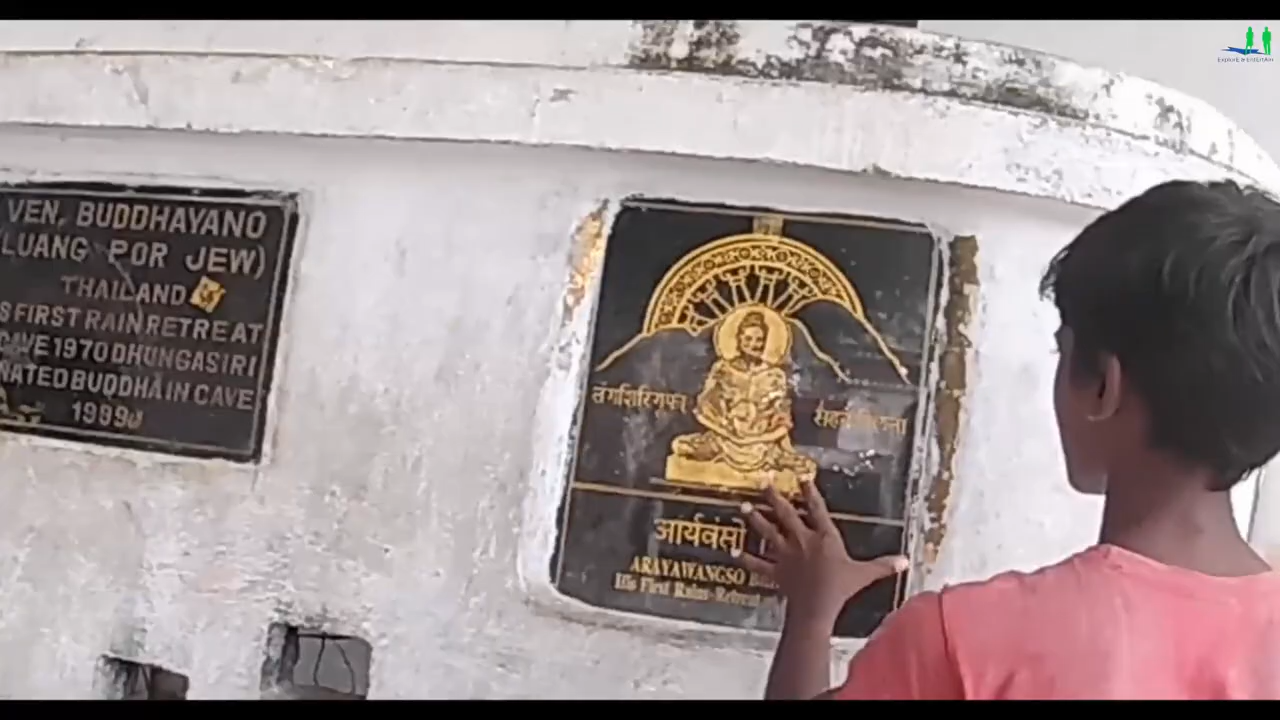 VEN. BUDDHAYANO
(LUANG POR JEW)
THAILAND
S FIRST RAIN RETREAT
CAVE 1970 DHUNGASIRI
NATED BUDDHA IN CAVE
1999
आर्यवंसो
ARAYAWANGSO
His First Rains-Retreat